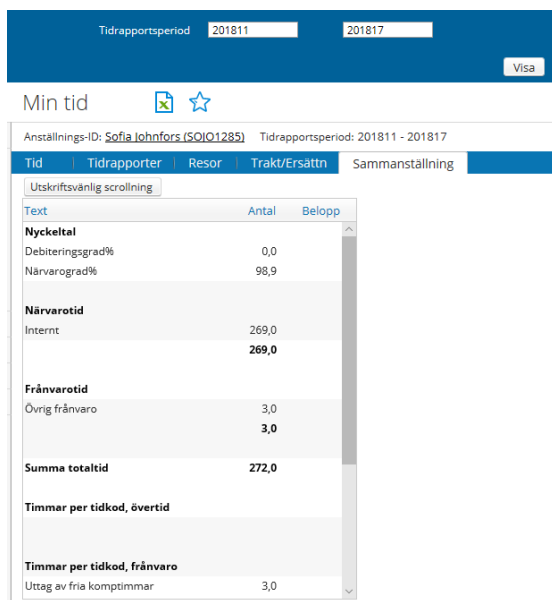 Tidrapportsperiod 201811 201817
Visa
Min tid
Anställnings-ID: Sofia Johnfors (SOJO1285) Tidrapportsperiod: 201811 - 201817
Tid Tidrapporter Resor Trakt/Ersättn Sammanställning
Utskriftsvänlig scrollning
Text Antal Belopp
Nyckeltal
Debiteringsgrad% 0,0
Närvarograd% 98,9
Närvarotid
Internt 269,0
269,0
Frånvarotid
Övrig frånvaro 3,0
3,0
Summa totaltid 272,0
Timmar per tidkod, övertid
Timmar per tidkod, frånvaro
Uttag av fria komptimmar 3,0